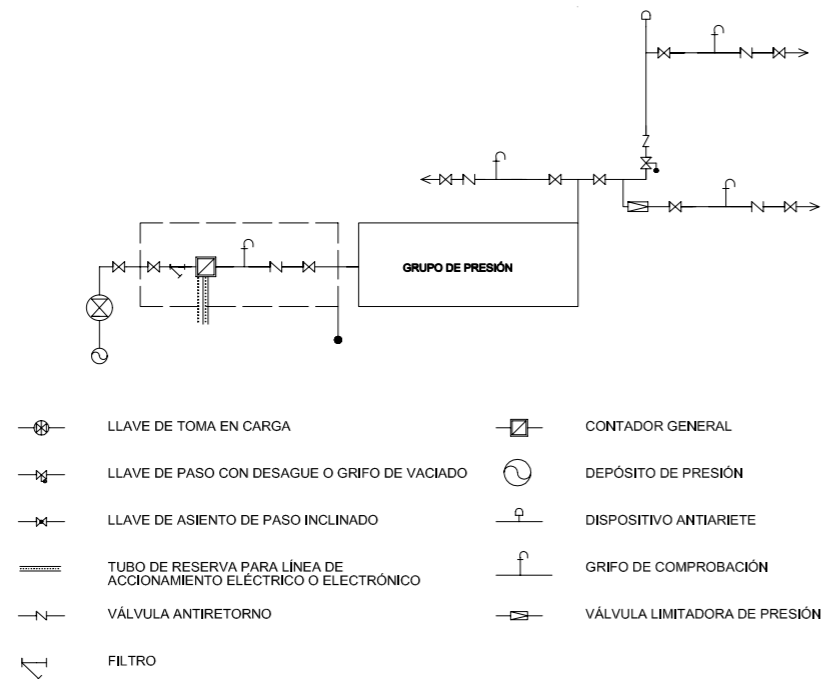 GRUPO DE PRESIÓN
LLAVE DE TOMA EN CARGA
LLAVE DE PASO CON DESAGUE O GRIFO DE VACIADO
LLAVE DE ASIENTO DE PASO INCLINADO
TUBO DE RESERVA PARA LÍNEA DE
ACCIONAMIENTO ELÉCTRICO O ELECTRÓNICO
VÁLVULA ANTIRETORNO
FILTRO
CONTADOR GENERAL
DEPÓSITO DE PRESIÓN
DISPOSITIVO ANTIARIETE
GRIFO DE COMPROBACIÓN
VÁLVULA LIMITADORA DE PRESIÓN